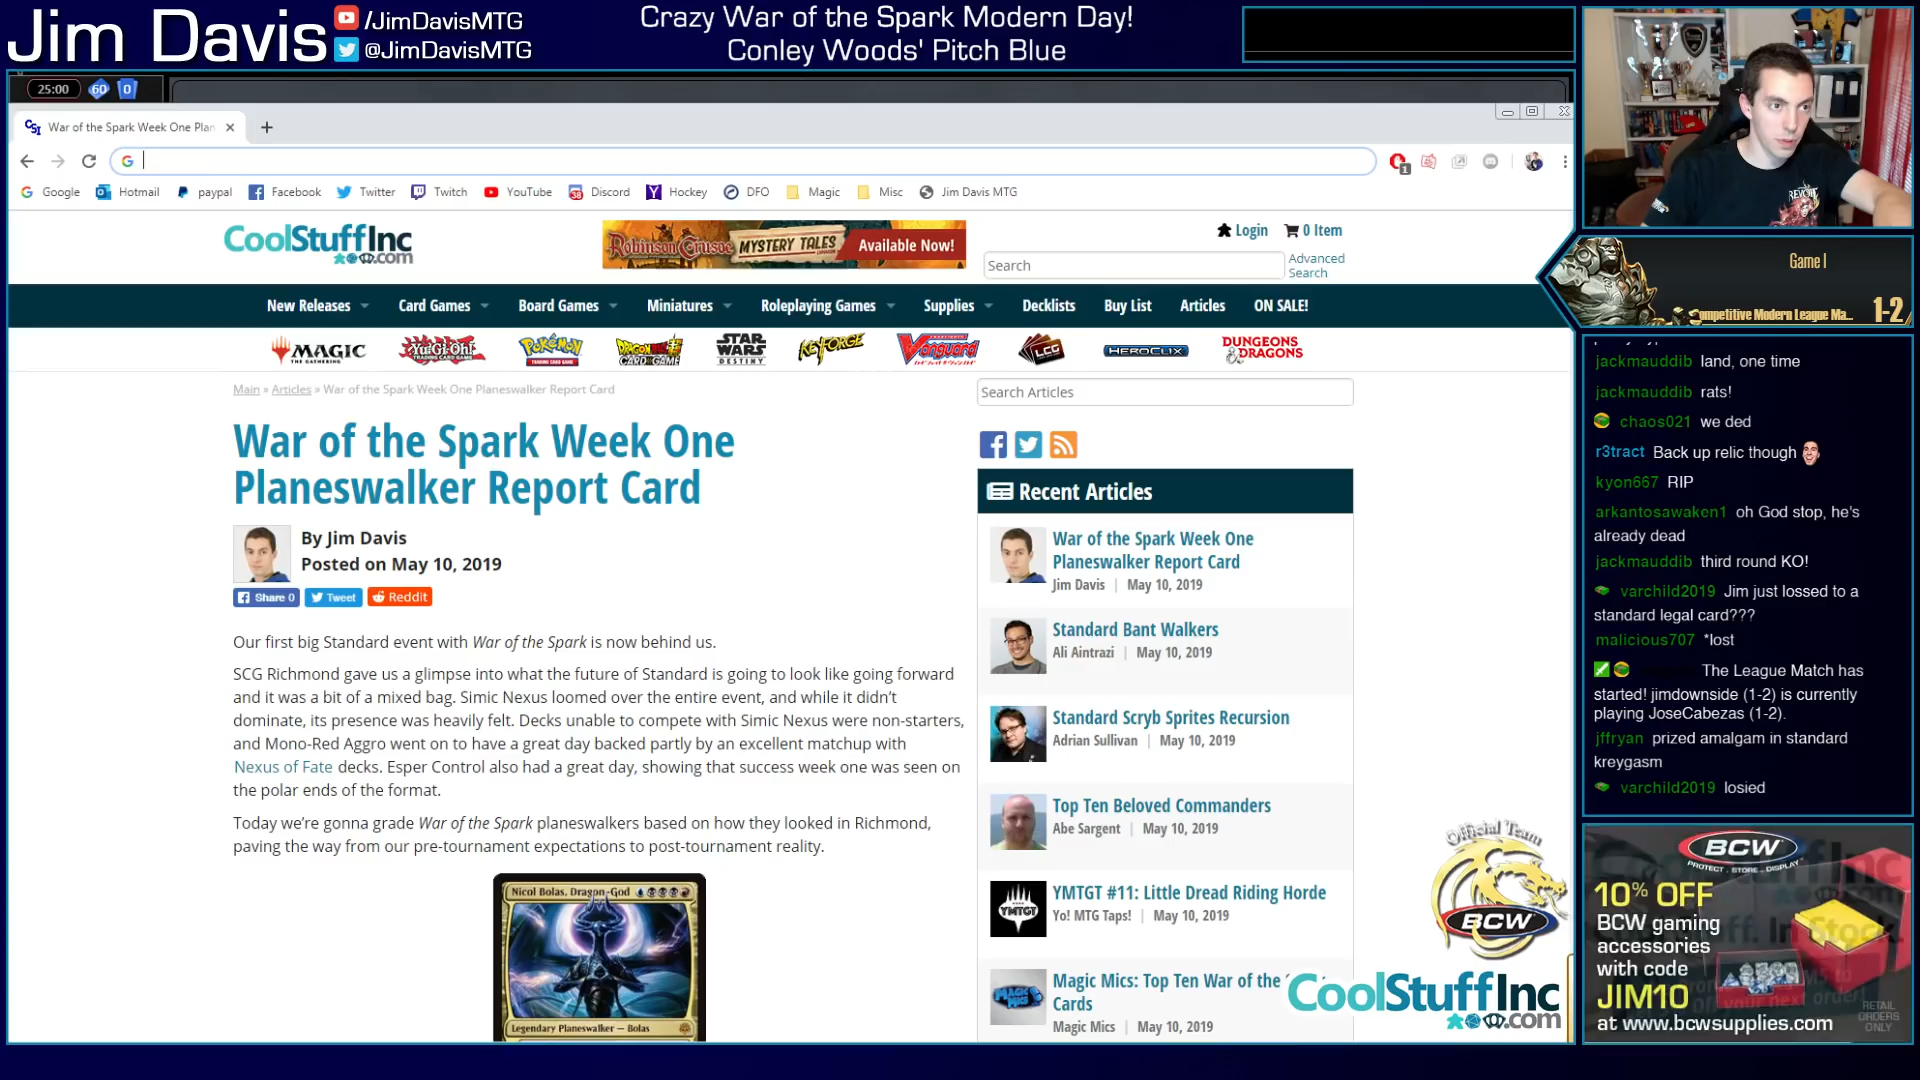 Jim Davis
/JimDavisMTG
@JimDavisMTG
Crazy War of the Spark Modern Day!
Conley Woods' Pitch Blue
25:00 60 0
War of the Spark Week One Plan
Google Hotmail paypal Facebook Twitter Twitch YouTube Discord Hockey DFO Magic Misc Jim Davis MTG
CoolStuffInc
.com
Robinson Crusoe MYSTERY TALES Available Now!
Login 0 Item
Search
Advanced
Search
New Releases Card Games Board Games Miniatures Roleplaying Games Supplies Decklists Buy List Articles ON SALE!
MAGIC Yu-Gi-Oh! Pokémon DRAGON BALL CARD GAME STAR WARS DESTINY KEYFORGE Vanguard LCG HEROCLIX DUNGEONS & DRAGONS
Main » Articles » War of the Spark Week One Planeswalker Report Card
Search Articles
War of the Spark Week One
Planeswalker Report Card
By Jim Davis
Posted on May 10, 2019
Share 0 Tweet Reddit
Our first big Standard event with War of the Spark is now behind us.
SCG Richmond gave us a glimpse into what the future of Standard is going to look like going forward
and it was a bit of a mixed bag. Simic Nexus loomed over the entire event, and while it didn't
dominate, its presence was heavily felt. Decks unable to compete with Simic Nexus were non-starters,
and Mono-Red Aggro went on to have a great day backed partly by an excellent matchup with
Nexus of Fate decks. Esper Control also had a great day, showing that success week one was seen on
the polar ends of the format.
Today we're gonna grade War of the Spark planeswalkers based on how they looked in Richmond,
paving the way from our pre-tournament expectations to post-tournament reality.
Nicol Bolas, Dragon-God
Legendary Planeswalker — Bolas
Recent Articles
War of the Spark Week One
Planeswalker Report Card
Jim Davis | May 10, 2019
Standard Bant Walkers
Ali Aintrazi | May 10, 2019
Standard Scryb Sprites Recursion
Adrian Sullivan | May 10, 2019
Top Ten Beloved Commanders
Abe Sargent | May 10, 2019
YMTGT
YMTGT #11: Little Dread Riding Horde
Yo! MTG Taps! | May 10, 2019
MAGIC MICS
Magic Mics: Top Ten War of the
Cards
Magic Mics | May 10, 2019
Official Team
BCW
CoolStuffInc
.com
Game 1
ompetitive Modern League Ma... 1-2
jackmauddib land, one time
jackmauddib rats!
chaos021 we ded
r3tract Back up relic though
kyon667 RIP
arkantosawaken1 oh God stop, he's
already dead
jackmauddib third round KO!
varchild2019 Jim just lossed to a
standard legal card???
malicious707 *lost
The League Match has
started! jimdownside (1-2) is currently
playing JoseCabezas (1-2).
jffryan prized amalgam in standard
kreygasm
varchild2019 losied
BCW
PROTECT . STORE . DISPLAY
10% OFF
BCW gaming
accessories
with code
JIM10
at www.bcwsupplies.com
RETAIL
ORDERS
ONLY